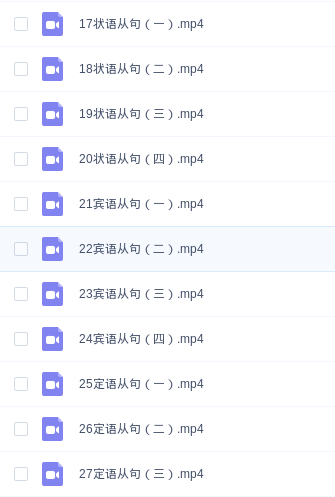 17状语从句（一）.mp4
18状语从句（二）.mp4
19状语从句（三）.mp4
20状语从句（四）.mp4
21宾语从句（一）.mp4
22宾语从句（二）.mp4
23宾语从句（三）.mp4
24宾语从句（四）.mp4
25定语从句（一）.mp4
26定语从句（二）.mp4
27定语从句（三）.mp4